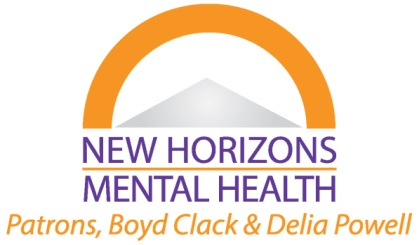 NEW HORIZONS
MENTAL HEALTH
Patrons, Boyd Clack & Delia Powell